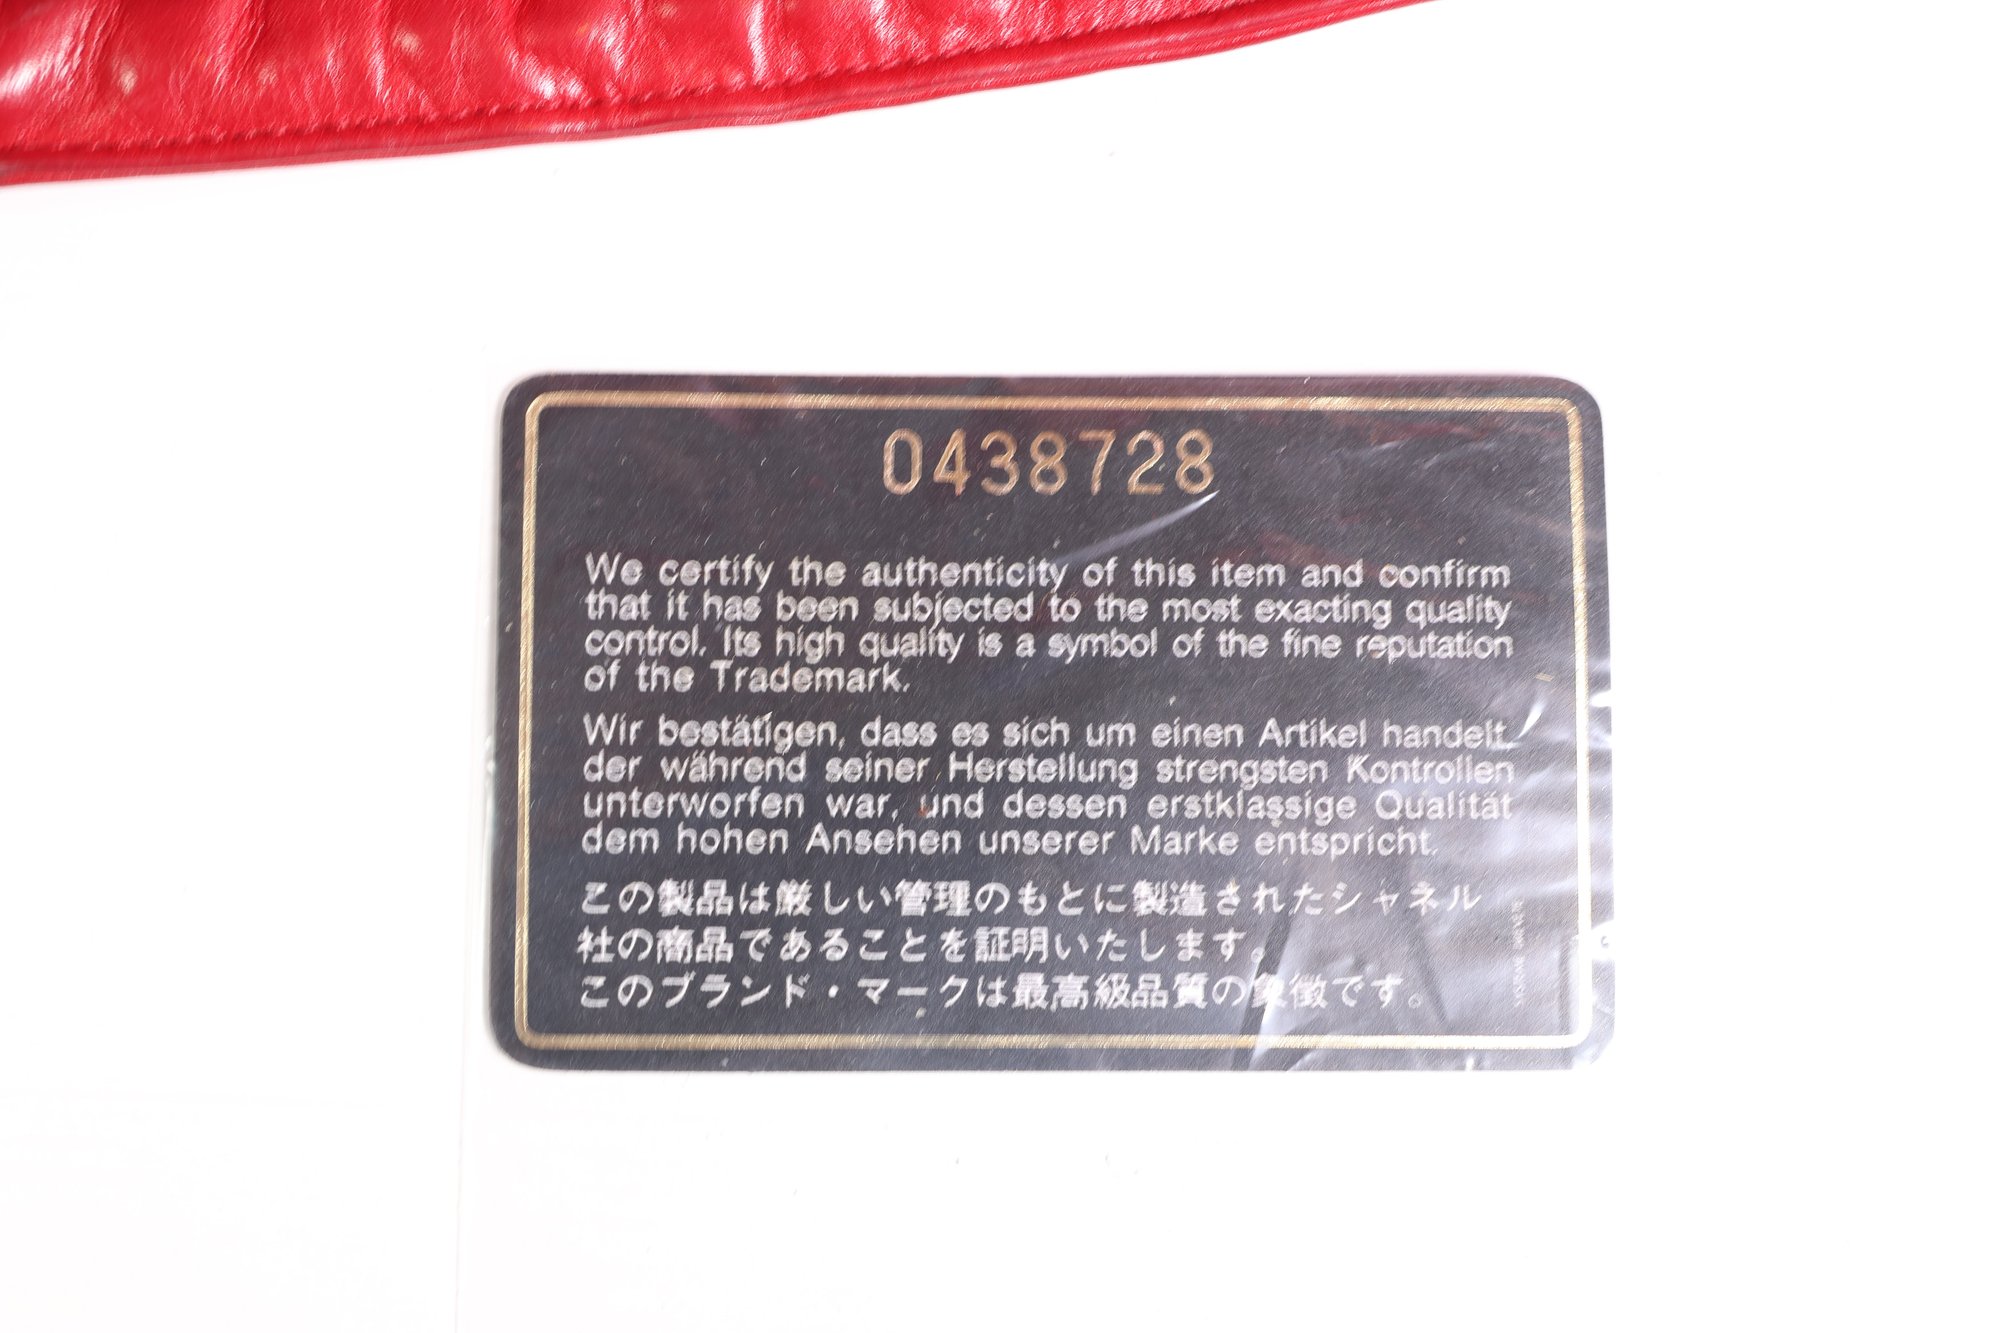 0438728
We certify the authenticity of this item and confirm
that it has been subjected to the most exacting quality
control. Its high quality is a symbol of the fine reputation
of the Trademark.
Wir bestätigen, dass es sich um einen Artikel handelt,
der während seiner Herstellung strengsten Kontrollen
unterworfen war, und dessen erstklassige Qualität
dem hohen Ansehen unserer Marke entspricht.
この製品は厳しい管理のもとに製造されたシャネル
社の商品であることを証明いたします。
このブランド・マークは最高級品質の象徴です。